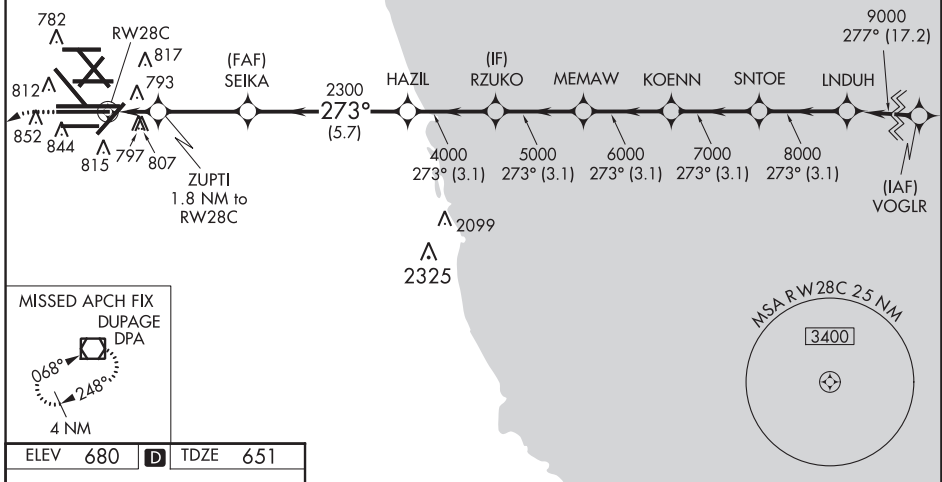 782
RW28C
817
(FAF)
SEIKA
2300
273°
(5.7)
HAZIL
(IF)
RZUKO
MEMAW
KOENN
SNTOE
LNDUH
9000
277° (17.2)
812
793
852
844
815
797
807
ZUPTI
1.8 NM to
RW28C
4000
273° (3.1)
5000
273° (3.1)
6000
273° (3.1)
7000
273° (3.1)
8000
273° (3.1)
(IAF)
VOGLR
2099
2325
MISSED APCH FIX
DUPAGE
DPA
068°
248°
4 NM
MSA RW28C 25 NM
3400
ELEV 680 D TDZE 651